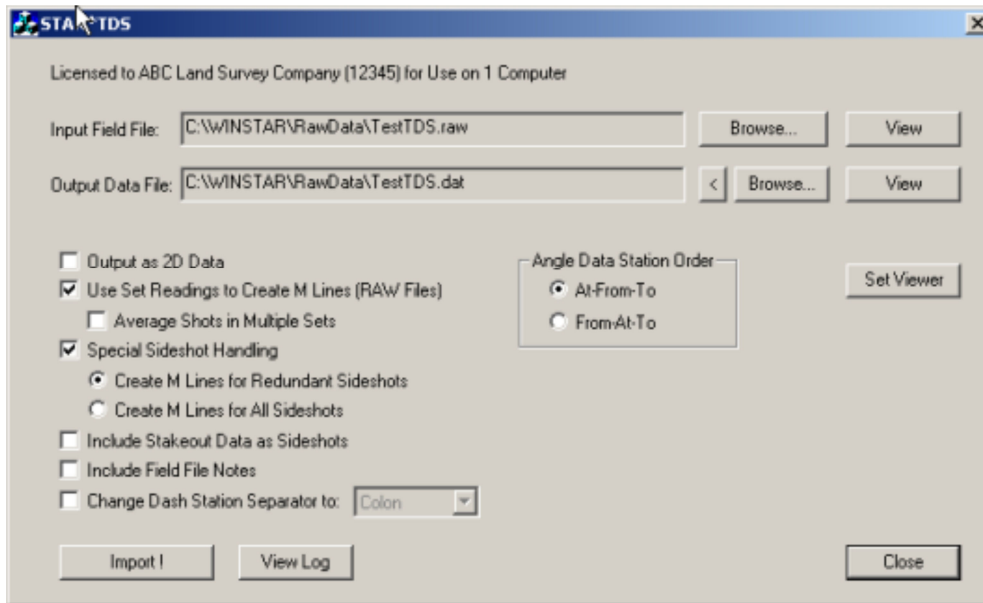 STAR*TDS
Licensed to ABC Land Survey Company (12345) for Use on 1 Computer
Input Field File: C:\WINSTAR\RawData\TestTDS.raw Browse... View
Output Data File: C:\WINSTAR\RawData\TestTDS.dat < Browse... View
Output as 2D Data
Angle Data Station Order
Use Set Readings to Create M Lines (RAW Files)
At-From-To
Set Viewer
Average Shots in Multiple Sets
From-At-To
Special Sideshot Handling
Create M Lines for Redundant Sideshots
Create M Lines for All Sideshots
Include Stakeout Data as Sideshots
Include Field File Notes
Change Dash Station Separator to: Colon
Import ! View Log Close